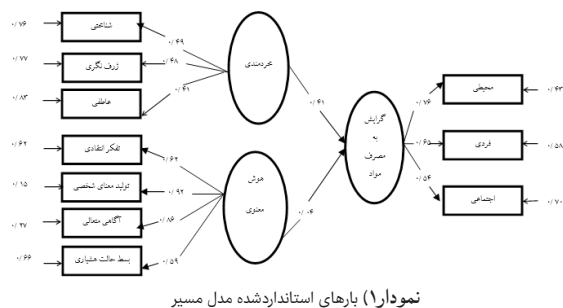 ۰/۷۶
شناختی
۰/۴۹
خردمندی
۰/۷۷
ژرف نگری
۰/۴۸
۰/۸۳
عاطفی
۰/۴۱
۰/۴۱
گرایش
به
مصرف
مواد
۰/۷۶
محیطی
۰/۴۳
۰/۶۵
فردی
۰/۵۸
۰/۵۴
اجتماعی
۰/۷۰
۰/۶۲
تفکر انتقادی
۰/۶۲
هوش
معنوی
۰/۰۴
۰/۱۵
تولید معنای شخصی
۰/۹۲
۰/۲۷
آگاهی متعالی
۰/۸۶
۰/۶۶
بسط حالت هشیاری
۰/۵۹
نمودار۱) بارهای استانداردشده مدل مسیر